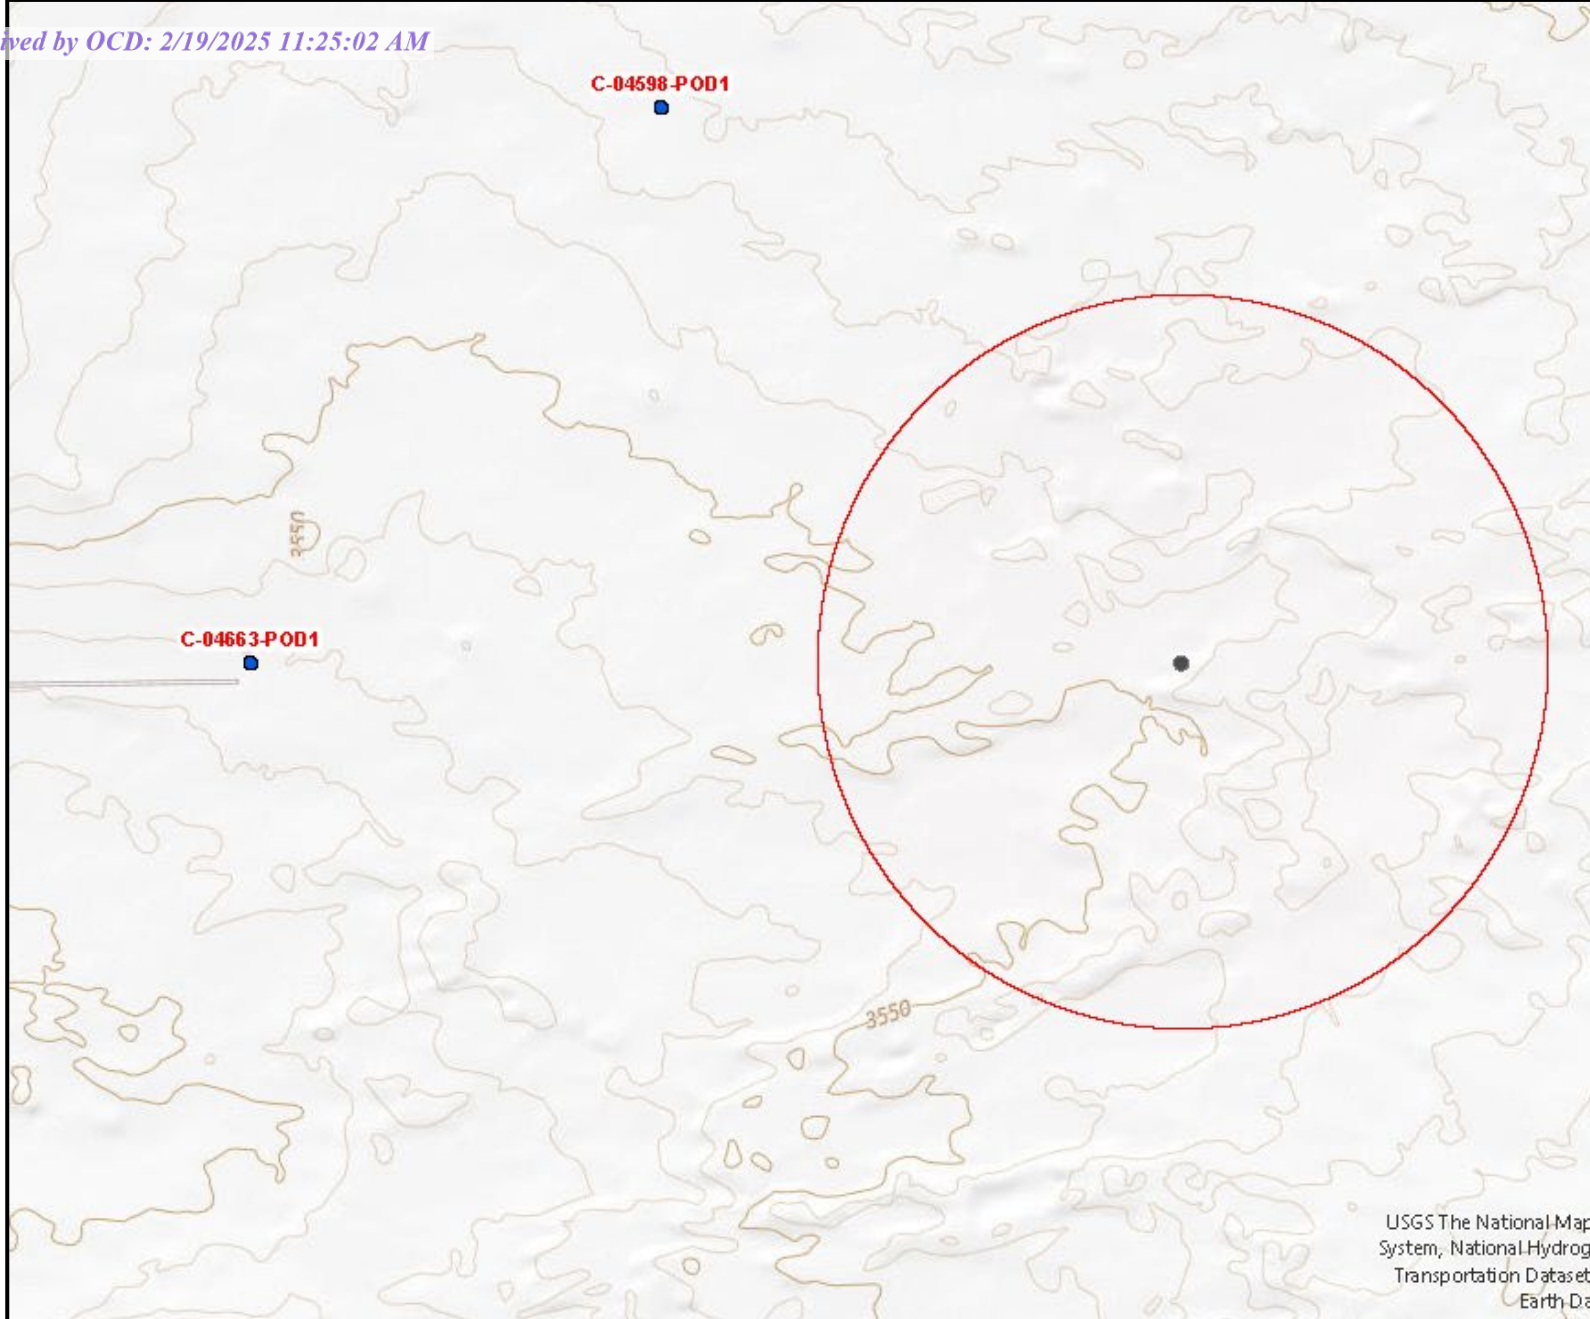 ived by OCD: 2/19/2025 11:25:02 AM
C-04598-POD1
3550
C-04663-POD1
3550
USGS The National Map
System, National Hydrog
Transportation Dataset
Earth Da